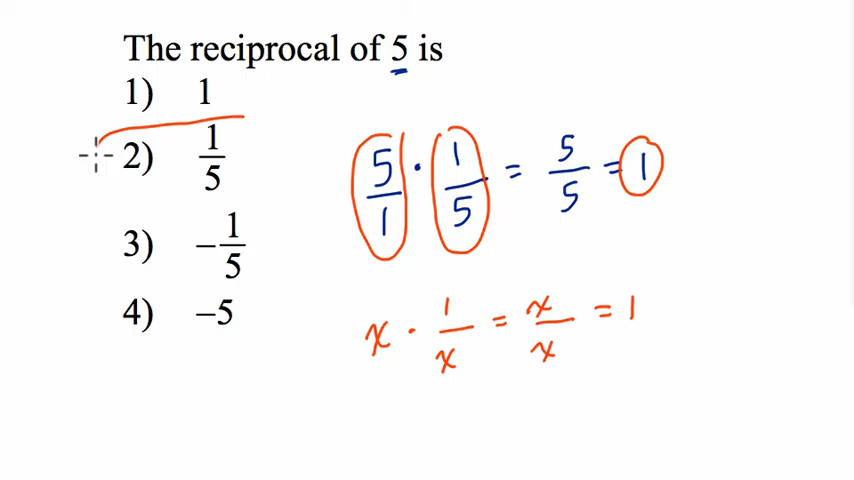 The reciprocal of 5 is
1) 1
2) 1/5
5/1 · 1/5 = 5/5 = 1
3) -1/5
4) -5
x · 1/x = x/x = 1